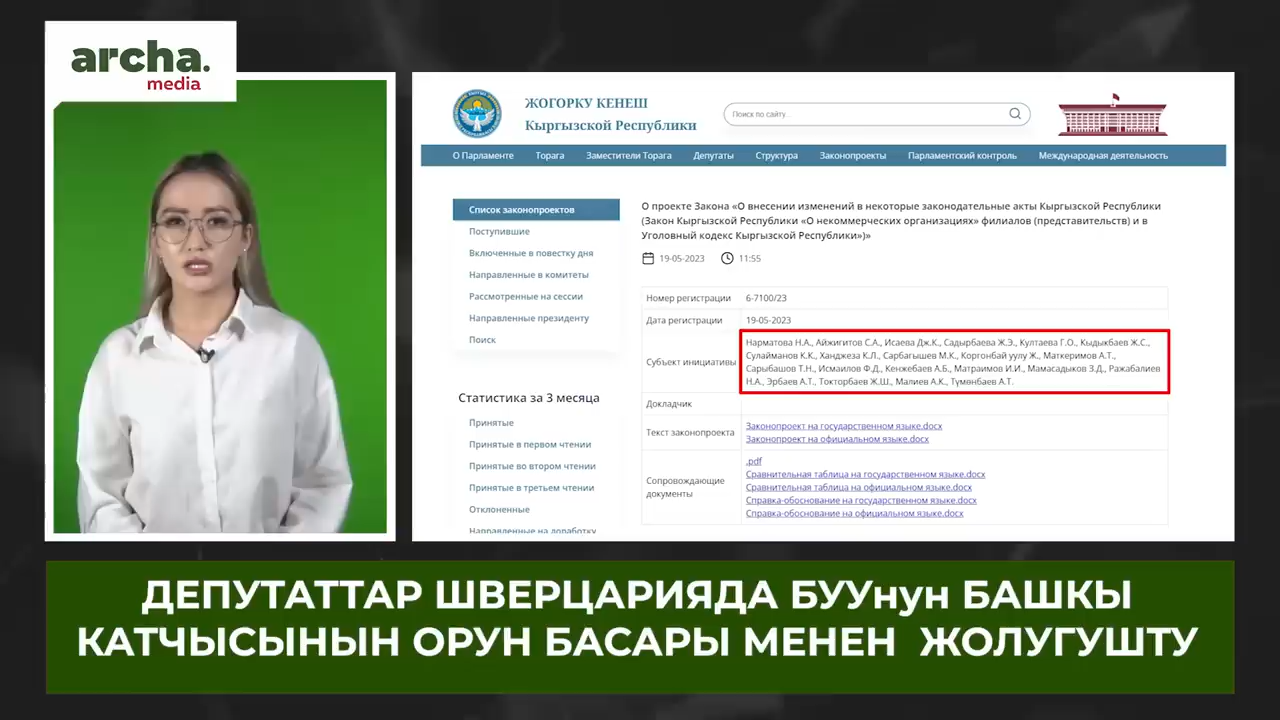 archa.
media
ЖОГОРКУ КЕНЕШ
Кыргызской Республики
Поиск по сайту...
О Парламенте Торага Заместители Торага Депутаты Структура Законопроекты Парламентский контроль Международная деятельность
Список законопроектов
Поступившие
Включенные в повестку дня
Направленные в комитеты
Рассмотренные на сессии
Направленные президенту
Поиск
Статистика за 3 месяца
Принятые
Принятые в первом чтении
Принятые во втором чтении
Принятые в третьем чтении
Отклоненные
Направленные на доработку
О проекте Закона «О внесении изменений в некоторые законодательные акты Кыргызской Республики
(Закон Кыргызской Республики «О некоммерческих организациях» филиалов (представительств) и в
Уголовный кодекс Кыргызской Республики»)»
19-05-2023 11:55
Номер регистрации 6-7100/23
Дата регистрации 19-05-2023
Субъект инициативы
Нарматова Н.А., Айжигитов С.А., Исаева Дж.К., Садырбаева Ж.Э., Култаева Г.О., Кыдыкбаев Ж.С.,
Сулайманов К.К., Ханджеза К.Л., Сарбагышев М.К., Коргонбай уулу Ж., Маткеримов А.Т.,
Сарыбашов Т.Н., Исмаилов Ф.Д., Кенжебаев А.Б., Матраимов И.И., Мамасадыков З.Д., Ражабалиев
Н.А., Эрбаев А.Т., Токторбаев Ж.Ш., Малиев А.К., Түмөнбаев А.Т.
Докладчик
Текст законопроекта
Законопроект на государственном языке.docx
Законопроект на официальном языке.docx
Сопровождающие
документы
.pdf
Сравнительная таблица на государственном языке.docx
Сравнительная таблица на официальном языке.docx
Справка-обоснование на государственном языке.docx
Справка-обоснование на официальном языке.docx
ДЕПУТАТТАР ШВЕРЦАРИЯДА БУУнун БАШКЫ
КАТЧЫСЫНЫН ОРУН БАСАРЫ МЕНЕН ЖОЛУГУШТУ